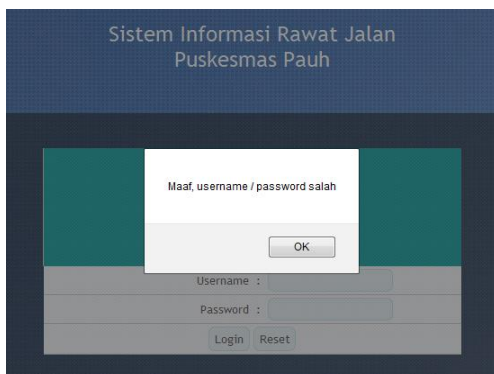 Sistem Informasi Rawat Jalan
Puskesmas Pauh
Maaf, username / password salah
OK
Username :
Password :
Login Reset